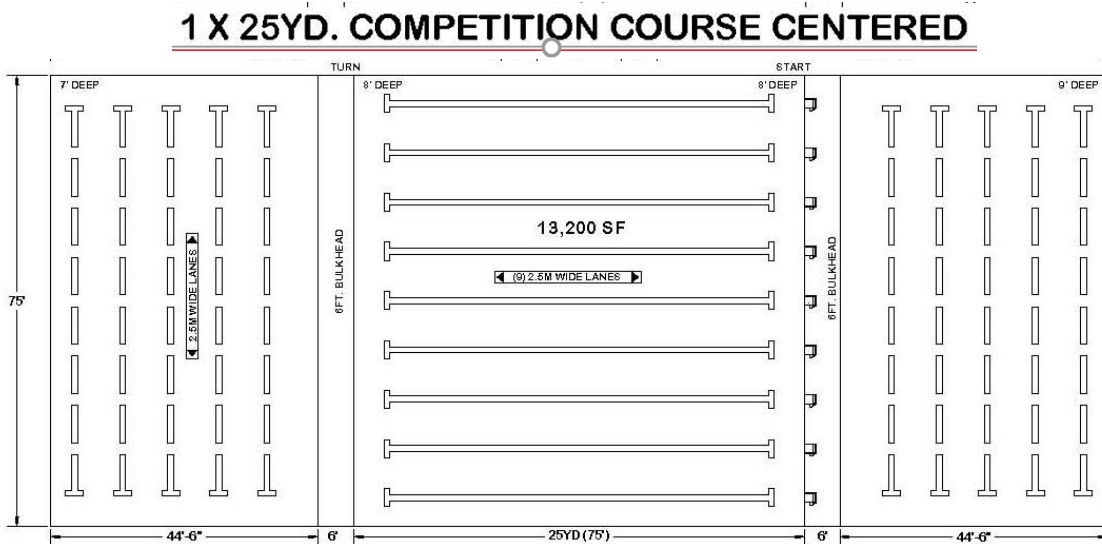 1 X 25YD. COMPETITION COURSE CENTERED
TURN
START
7' DEEP
8' DEEP
8' DEEP
9' DEEP
13,200 SF
(9) 2.5M WIDE LANES
2.5M WIDE LANES
6FT. BULKHEAD
6FT. BULKHEAD
75'
44'-6"
6'
25YD (75')
6'
44'-6"